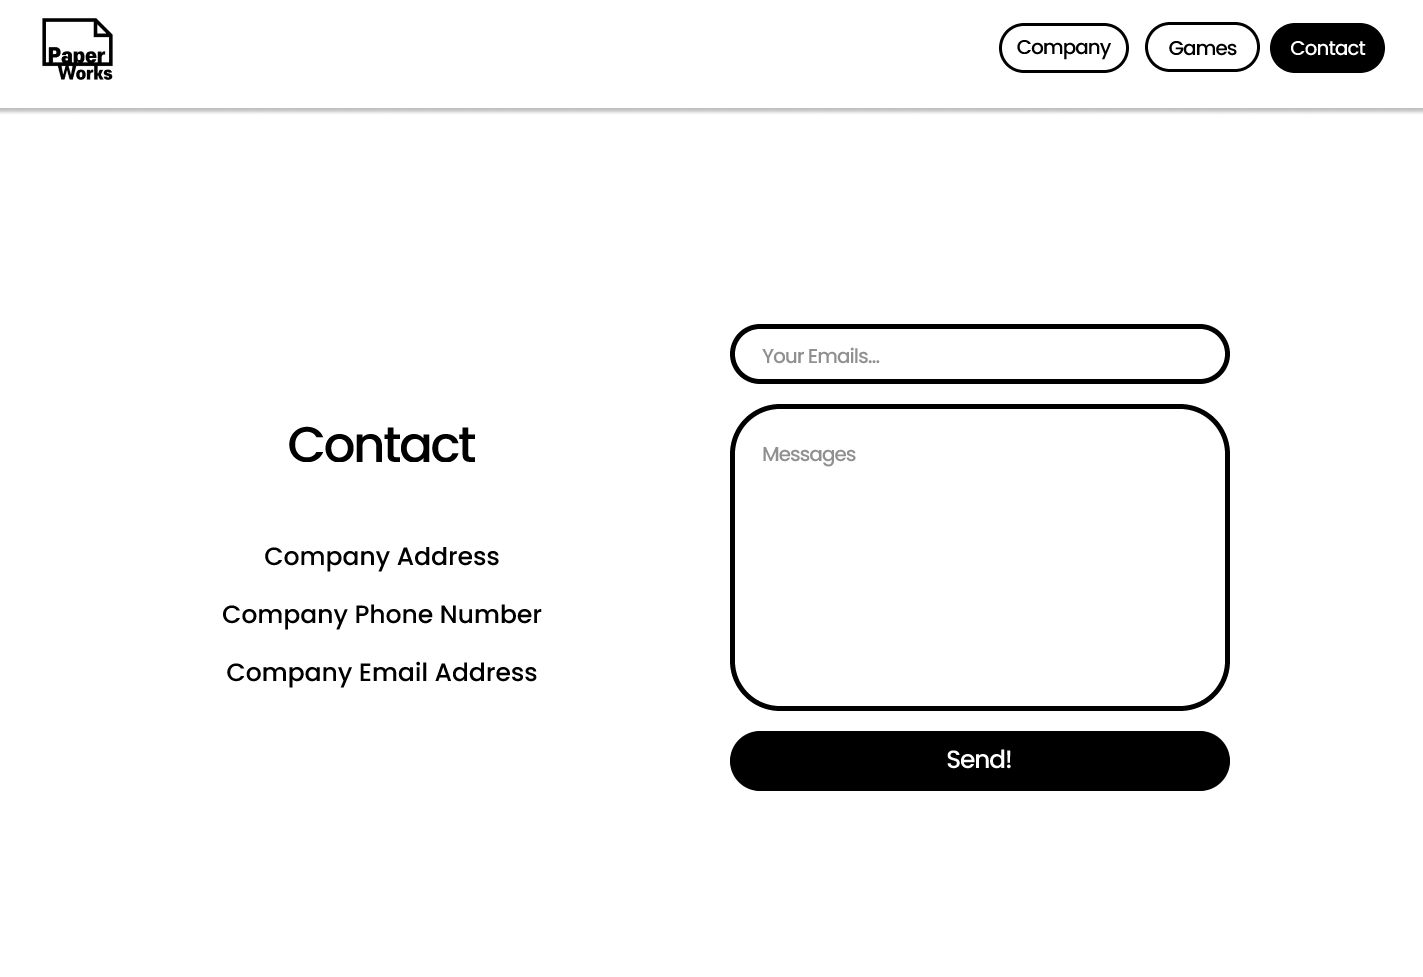 Paper
Works
Company
Games
Contact
Contact
Company Address
Company Phone Number
Company Email Address
Your Emails...
Messages
Send!